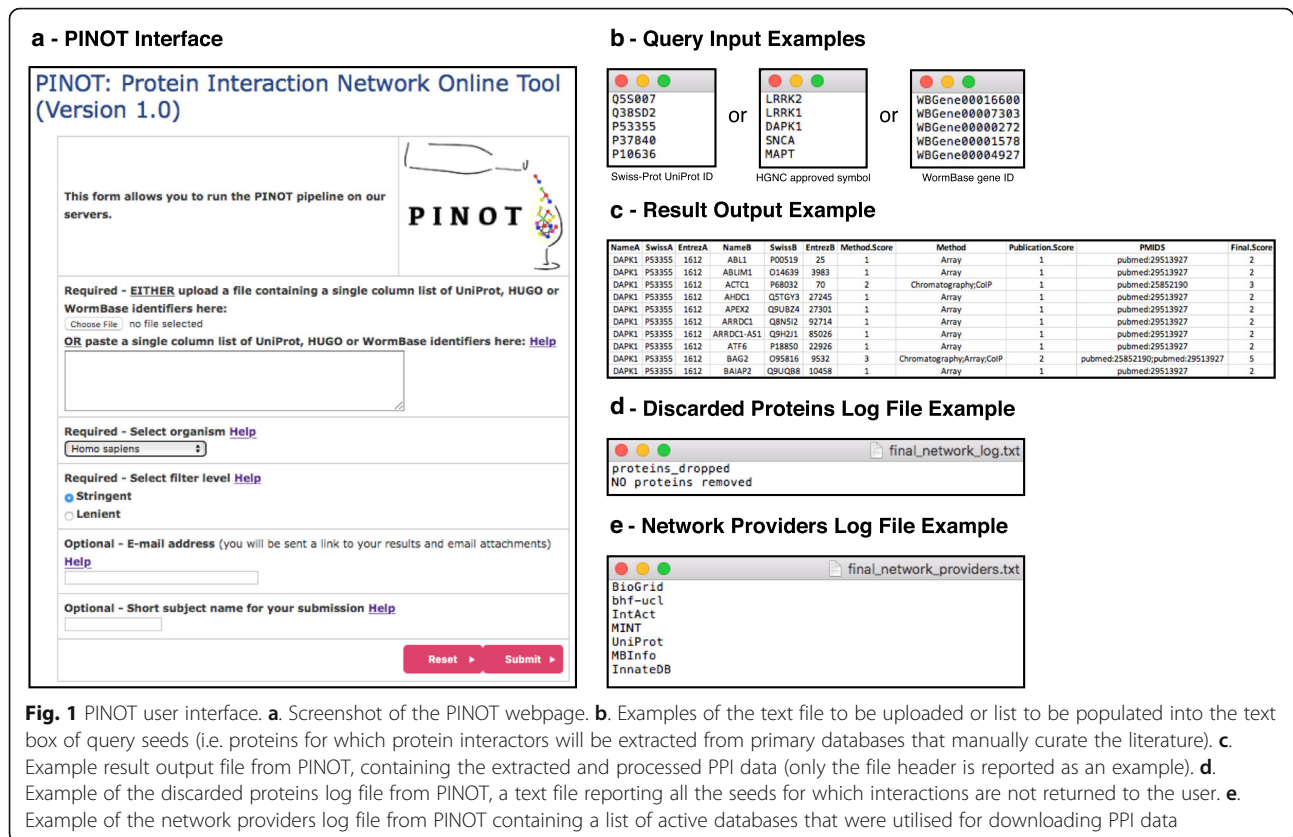 a - PINOT Interface
PINOT: Protein Interaction Network Online Tool
(Version 1.0)
This form allows you to run the PINOT pipeline on our
servers.
PINOT
Required - EITHER upload a file containing a single column list of UniProt, HUGO or
WormBase identifiers here:
Choose File no file selected
OR paste a single column list of UniProt, HUGO or WormBase identifiers here: Help
Required - Select organism Help
Homo sapiens
Required - Select filter level Help
Stringent
Lenient
Optional - E-mail address (you will be sent a link to your results and email attachments)
Help
Optional - Short subject name for your submission Help
Reset Submit
b - Query Input Examples
Q5S007
Q38SD2
P53355
P37840
P10636
Swiss-Prot UniProt ID
or
LRRK2
LRRK1
DAPK1
SNCA
MAPT
HGNC approved symbol
or
WBGene00016600
WBGene00007303
WBGene00000272
WBGene00001578
WBGene00004927
WormBase gene ID
c - Result Output Example
NameA SwissA EntrezA NameB SwissB EntrezB Method.Score Method Publication.Score PMIDS Final.Score
DAPK1 P53355 1612 ABL1 P00519 25 1 Array 1 pubmed:29513927 2
DAPK1 P53355 1612 ABLIM1 O14639 3983 1 Array 1 pubmed:29513927 2
DAPK1 P53355 1612 ACTC1 P68032 70 2 Chromatography;CoIP 1 pubmed:25852190 3
DAPK1 P53355 1612 AHDC1 Q5TGY3 27245 1 Array 1 pubmed:29513927 2
DAPK1 P53355 1612 APEX2 Q9UBZ4 27301 1 Array 1 pubmed:29513927 2
DAPK1 P53355 1612 ARRDC1 Q8N5I2 92714 1 Array 1 pubmed:29513927 2
DAPK1 P53355 1612 ARRDC1-AS1 Q9H2J1 85026 1 Array 1 pubmed:29513927 2
DAPK1 P53355 1612 ATF6 P18850 22926 1 Array 1 pubmed:29513927 2
DAPK1 P53355 1612 BAG2 O95816 9532 3 Chromatography;Array;CoIP 2 pubmed:25852190;pubmed:29513927 5
DAPK1 P53355 1612 BAIAP2 Q9UQB8 10458 1 Array 1 pubmed:29513927 2
d - Discarded Proteins Log File Example
final_network_log.txt
proteins_dropped
NO proteins removed
e - Network Providers Log File Example
final_network_providers.txt
BioGrid
bhf-ucl
IntAct
MINT
UniProt
MBInfo
InnateDB
Fig. 1 PINOT user interface. a. Screenshot of the PINOT webpage. b. Examples of the text file to be uploaded or list to be populated into the text
box of query seeds (i.e. proteins for which protein interactors will be extracted from primary databases that manually curate the literature). c.
Example result output file from PINOT, containing the extracted and processed PPI data (only the file header is reported as an example). d.
Example of the discarded proteins log file from PINOT, a text file reporting all the seeds for which interactions are not returned to the user. e.
Example of the network providers log file from PINOT containing a list of active databases that were utilised for downloading PPI data